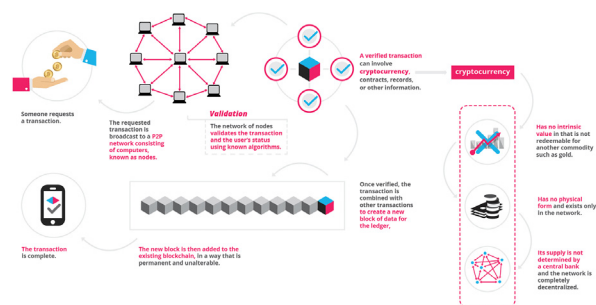 Someone requests
a transaction.
The requested
transaction is
broadcast to a P2P
network consisting
of computers,
known as nodes.
Validation
The network of nodes
validates the transaction
and the user's status
using known algorithms.
A verified transaction
can involve
cryptocurrency,
contracts, records,
or other information.
cryptocurrency
Has no intrinsic
value in that is not
redeemable for
another commodity
such as gold.
Has no physical
form and exists only
in the network.
Its supply is not
determined by
a central bank
and the network is
completely
decentralized.
Once verified, the
transaction is
combined with
other transactions
to create a new
block of data for
the ledger,
The new block is then added to the
existing blockchain, in a way that is
permanent and unalterable.
The transaction
is complete.